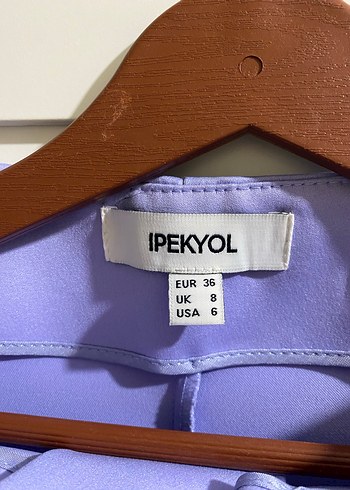 IPEKYOL
EUR 36
UK 8
USA 6